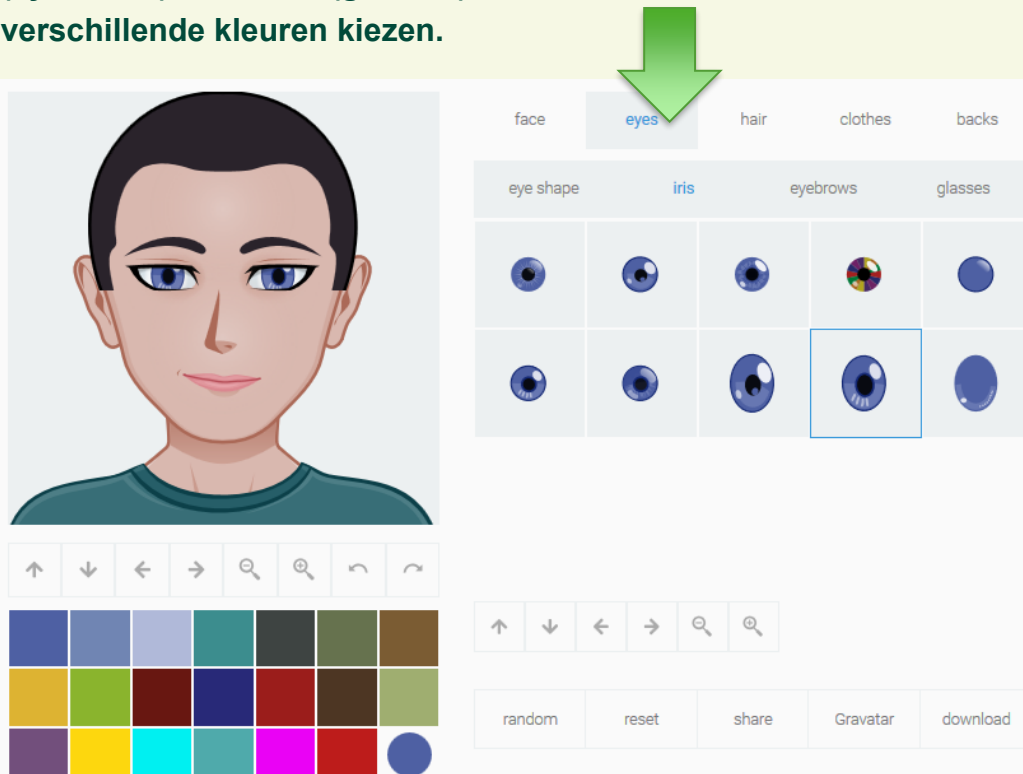 verschillende kleuren kiezen.
face eyes hair clothes backs
eye shape iris eyebrows glasses
random reset share Gravatar download